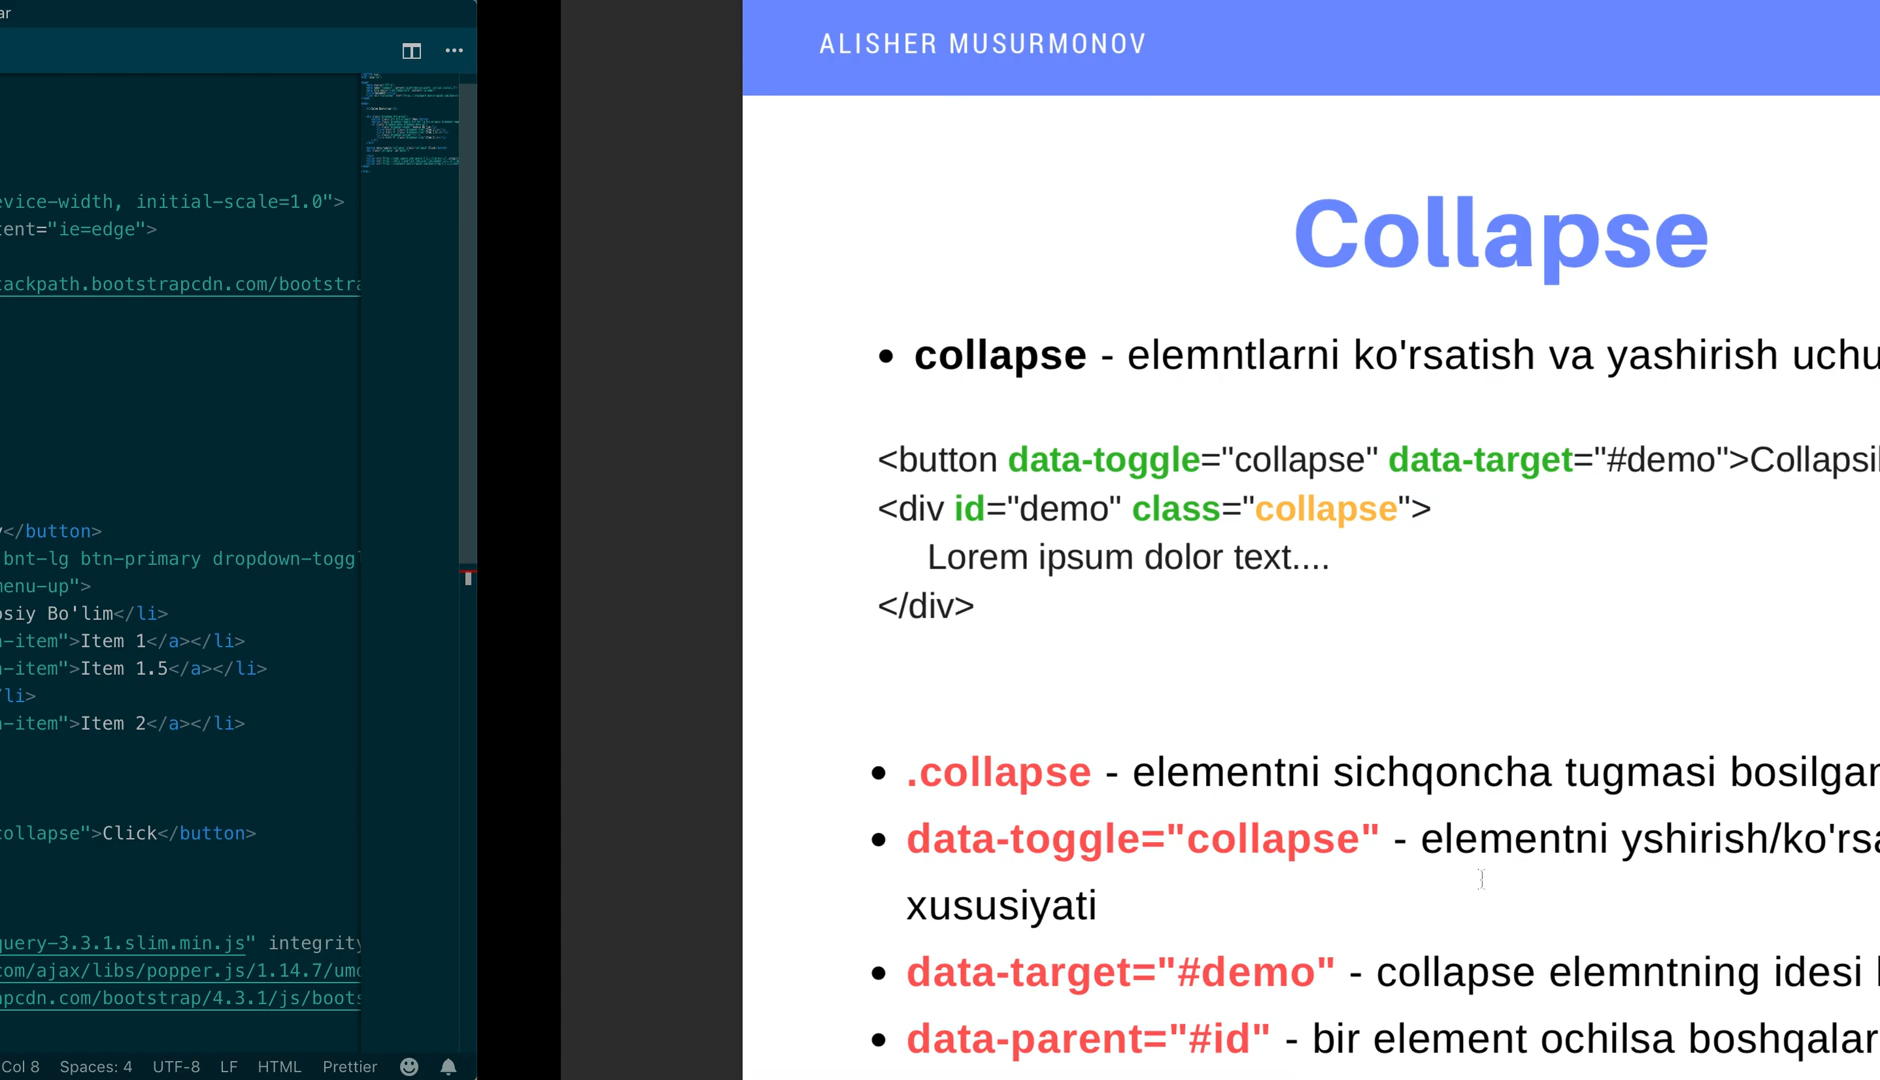 ar
evice-width, initial-scale=1.0">
tent="ie=edge">
tackpath.bootstrapcdn.com/bootstra
y</button>
bnt-lg btn-primary dropdown-toggl
menu-up">
osiy Bo'lim</li>
n-item">Item 1</a></li>
n-item">Item 1.5</a></li>
/li>
n-item">Item 2</a></li>
collapse">Click</button>
query-3.3.1.slim.min.js" integrity
com/ajax/libs/popper.js/1.14.7/umd
apcdn.com/bootstrap/4.3.1/js/boots
Col 8 Spaces: 4 UTF-8 LF HTML Prettier
ALISHER MUSURMONOV
Collapse
• collapse - elemntlarni ko'rsatish va yashirish uchu
<button data-toggle="collapse" data-target="#demo">Collapsi
<div id="demo" class="collapse">
Lorem ipsum dolor text....
</div>
• .collapse - elementni sichqoncha tugmasi bosilgan
• data-toggle="collapse" - elementni yshirish/ko'rsa
xususiyati
• data-target="#demo" - collapse elemntning idesi
• data-parent="#id" - bir element ochilsa boshqalar